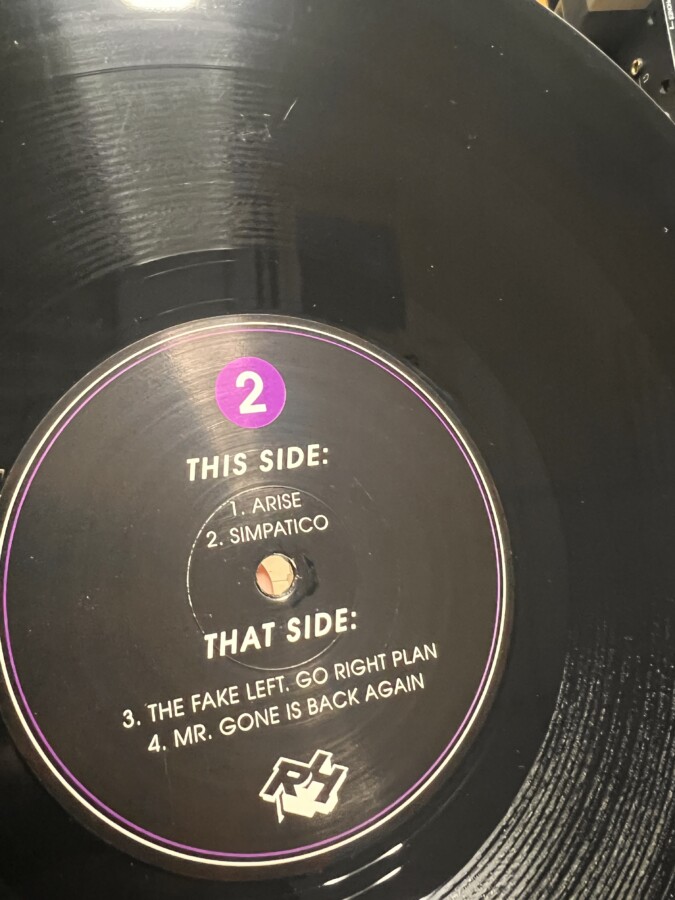 2
THIS SIDE:
1. ARISE
2. SIMPATICO
THAT SIDE:
3. THE FAKE LEFT, GO RIGHT PLAN
4. MR. GONE IS BACK AGAIN
RH